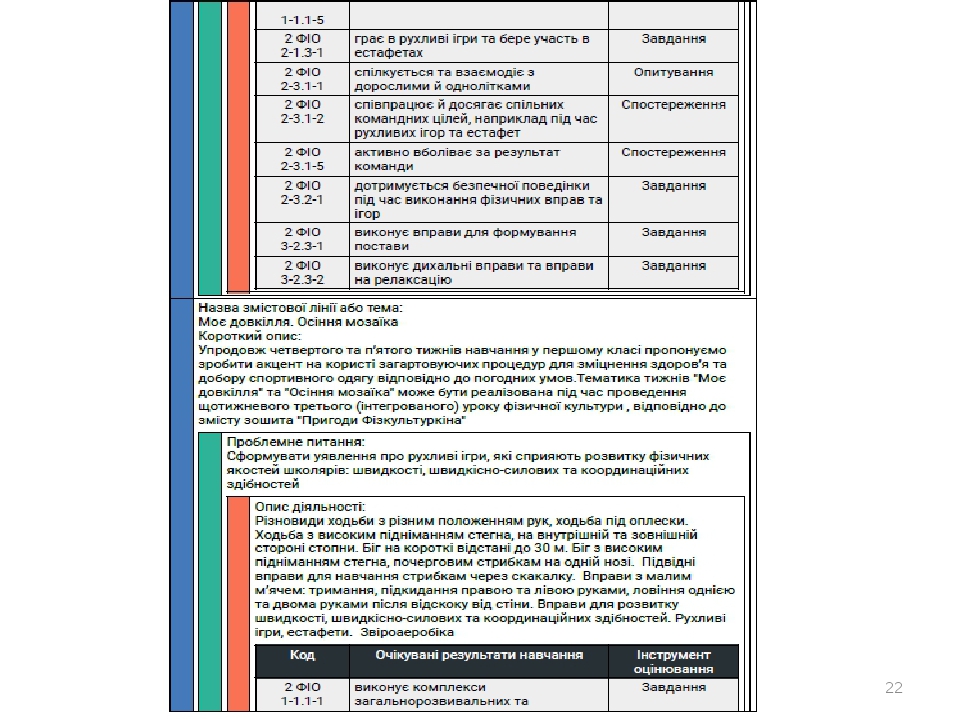 1-1.1-5
2 ФІО
2-1.3-1
грає в рухливі ігри та бере участь в
естафетах
Завдання
2 ФІО
2-3.1-1
спілкується та взаємодіє з
дорослими й однолітками
Опитування
2 ФІО
2-3.1-2
співпрацює й досягає спільних
командних цілей, наприклад під час
рухливих ігор та естафет
Спостереження
2 ФІО
2-3.1-5
активно вболіває за результат
команди
Спостереження
2 ФІО
2-3.2-1
дотримується безпечної поведінки
під час виконання фізичних вправ та
ігор
Завдання
2 ФІО
3-2.3-1
виконує вправи для формування
постави
Завдання
2 ФІО
3-2.3-2
виконує дихальні вправи та вправи
на релаксацію
Завдання
Назва змістової лінії або тема:
Моє довкілля. Осіння мозаїка
Короткий опис:
Упродовж четвертого та п'ятого тижнів навчання у першому класі пропонуємо
зробити акцент на користі загартовуючих процедур для зміцнення здоров'я та
добору спортивного одягу відповідно до погодних умов.Тематика тижнів "Моє
довкілля" та "Осіння мозаїка" може бути реалізована під час проведення
щотижневого третього (інтегрованого) уроку фізичної культури , відповідно до
змісту зошита "Пригоди Фізкультуркіна"
Проблемне питання:
Сформувати уявлення про рухливі ігри, які сприяють розвитку фізичних
якостей школярів: швидкості, швидкісно-силових та координаційних
здібностей
Опис діяльності:
Різновиди ходьби з різним положенням рук, ходьба під оплески.
Ходьба з високим підніманням стегна, на внутрішній та зовнішній
стороні стопни. Біг на короткі відстані до 30 м. Біг з високим
підніманням стегна, почерговим стрибкам на одній нозі.  Підвідні
вправи для навчання стрибкам через скакалку.  Вправи з малим
м'ячем: тримання, підкидання правою та лівою руками, ловіння однією
та двома руками після відскоку від стіни. Вправи для розвитку
швидкості, швидкісно-силових та координаційних здібностей. Рухливі
ігри, естафети.  Звіроаеробіка
Код
Очікувані результати навчання
Інструмент
оцінювання
2 ФІО
1-1.1-1
виконує комплекси
загальнорозвивальних та
Завдання
22